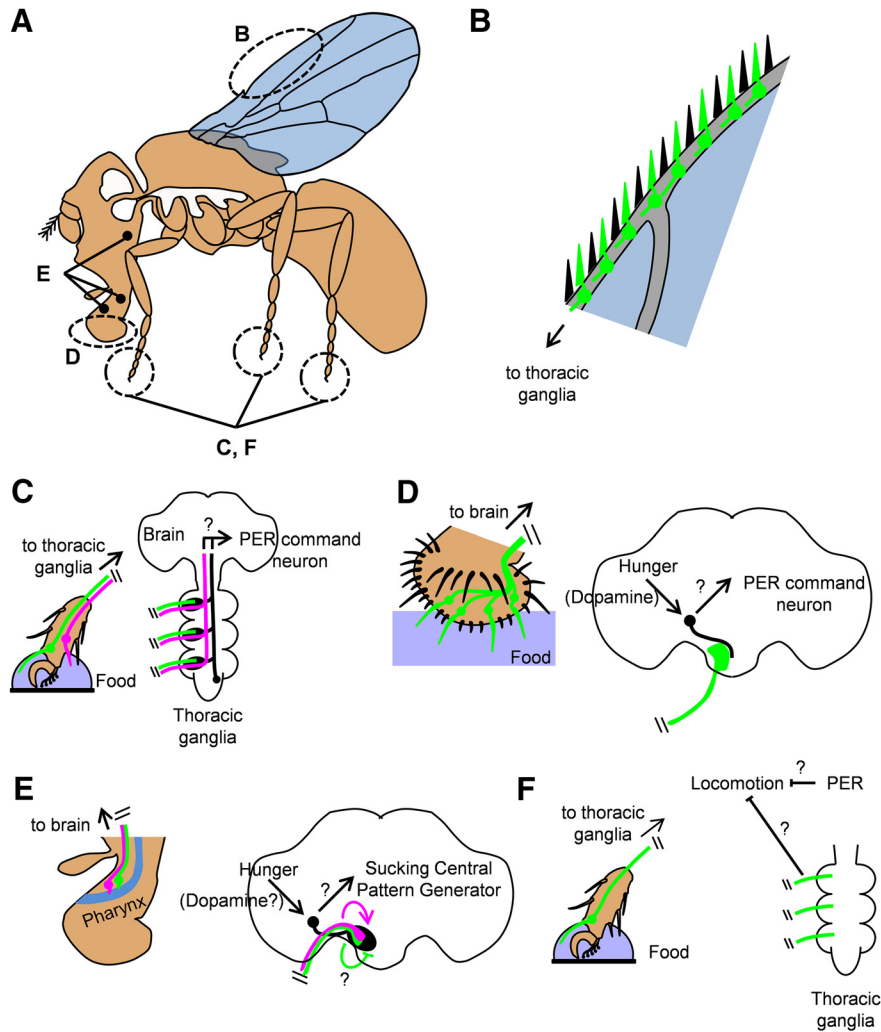 A
B
E
D
C, F
B
to thoracic
ganglia
C
to thoracic
ganglia
Food
Brain
?
PER command
neuron
Thoracic
ganglia
D
to brain
Food
Hunger
(Dopamine)
?
PER command
neuron
E
to brain
Pharynx
Hunger
(Dopamine?)
?
Sucking Central
Pattern Generator
?
F
to thoracic
ganglia
Food
Locomotion
?
PER
?
Thoracic
ganglia